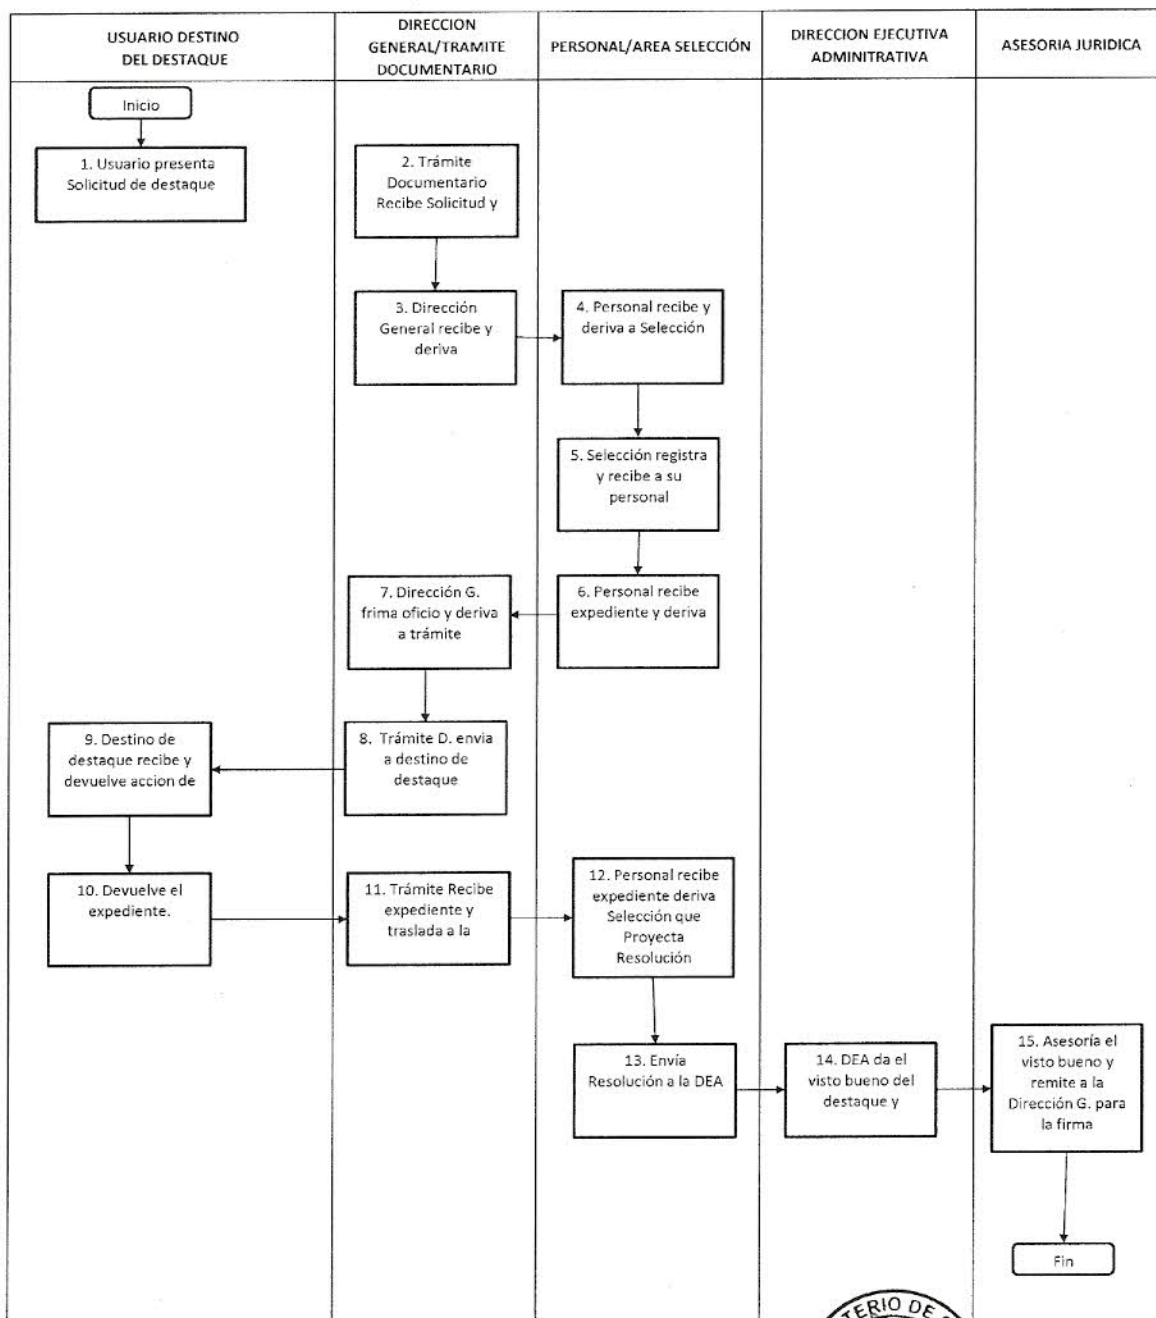 USUARIO DESTINO
DEL DESTAQUE
DIRECCION
GENERAL/TRAMITE
DOCUMENTARIO
PERSONAL/AREA SELECCIÓN
DIRECCION EJECUTIVA
ADMINITRATIVA
ASESORIA JURIDICA
Inicio
1. Usuario presenta
Solicitud de destaque
2. Trámite
Documentario
Recibe Solicitud y
3. Dirección
General recibe y
deriva
4. Personal recibe y
deriva a Selección
5. Selección registra
y recibe a su
personal
6. Personal recibe
expediente y deriva
7. Dirección G.
frima oficio y deriva
a trámite
8. Trámite D. envia
a destino de
destaque
9. Destino de
destaque recibe y
devuelve accion de
10. Devuelve el
expediente.
11. Trámite Recibe
expediente y
traslada a la
12. Personal recibe
expediente deriva
Selección que
Proyecta
Resolución
13. Envía
Resolución a la DEA
14. DEA da el
visto bueno del
destaque y
15. Asesoría el
visto bueno y
remite a la
Dirección G. para
la firma
Fin
DE